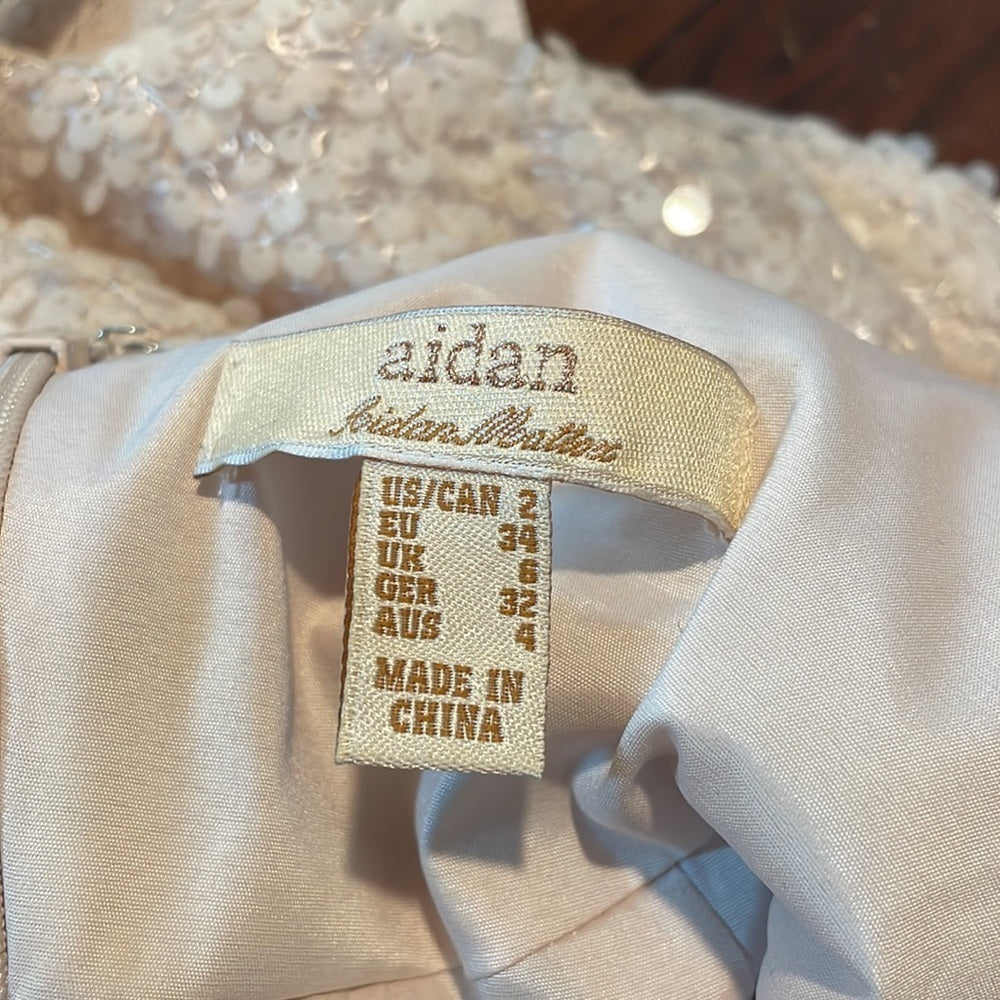 aidan
Aidan Mattox
US/CAN 2
EU 34
UK 6
GER 32
AUS 4
MADE IN
CHINA